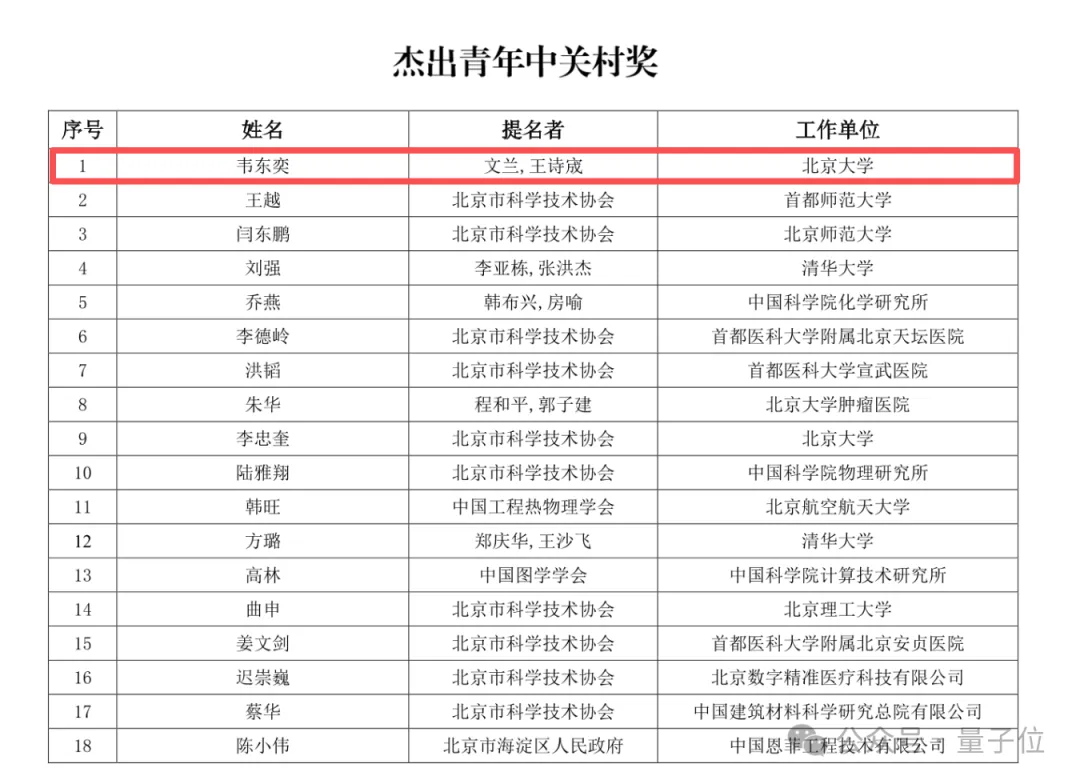 杰出青年中关村奖
序号 姓名 提名者 工作单位
1 韦东奕 文兰,王诗宬 北京大学
2 王越 北京市科学技术协会 首都师范大学
3 闫东鹏 北京市科学技术协会 北京师范大学
4 刘强 李亚栋,张洪杰 清华大学
5 乔燕 韩布兴,房喻 中国科学院化学研究所
6 李德岭 北京市科学技术协会 首都医科大学附属北京天坛医院
7 洪韬 北京市科学技术协会 首都医科大学宣武医院
8 朱华 程和平,郭子建 北京大学肿瘤医院
9 李忠奎 北京市科学技术协会 北京大学
10 陆雅翔 北京市科学技术协会 中国科学院物理研究所
11 韩旺 中国工程热物理学会 北京航空航天大学
12 方璐 郑庆华,王沙飞 清华大学
13 高林 中国图学学会 中国科学院计算技术研究所
14 曲申 北京市科学技术协会 北京理工大学
15 姜文剑 北京市科学技术协会 首都医科大学附属北京安贞医院
16 迟崇巍 北京市科学技术协会 北京数字精准医疗科技有限公司
17 蔡华 北京市科学技术协会 中国建筑材料科学研究总院有限公司
18 陈小伟 北京市海淀区人民政府 中国恩菲工程技术有限公司
公众号 · 量子位